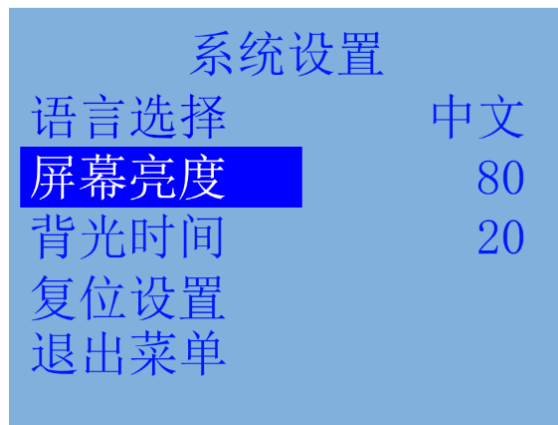 系统设置
语言选择 中文
屏幕亮度 80
背光时间 20
复位设置
退出菜单